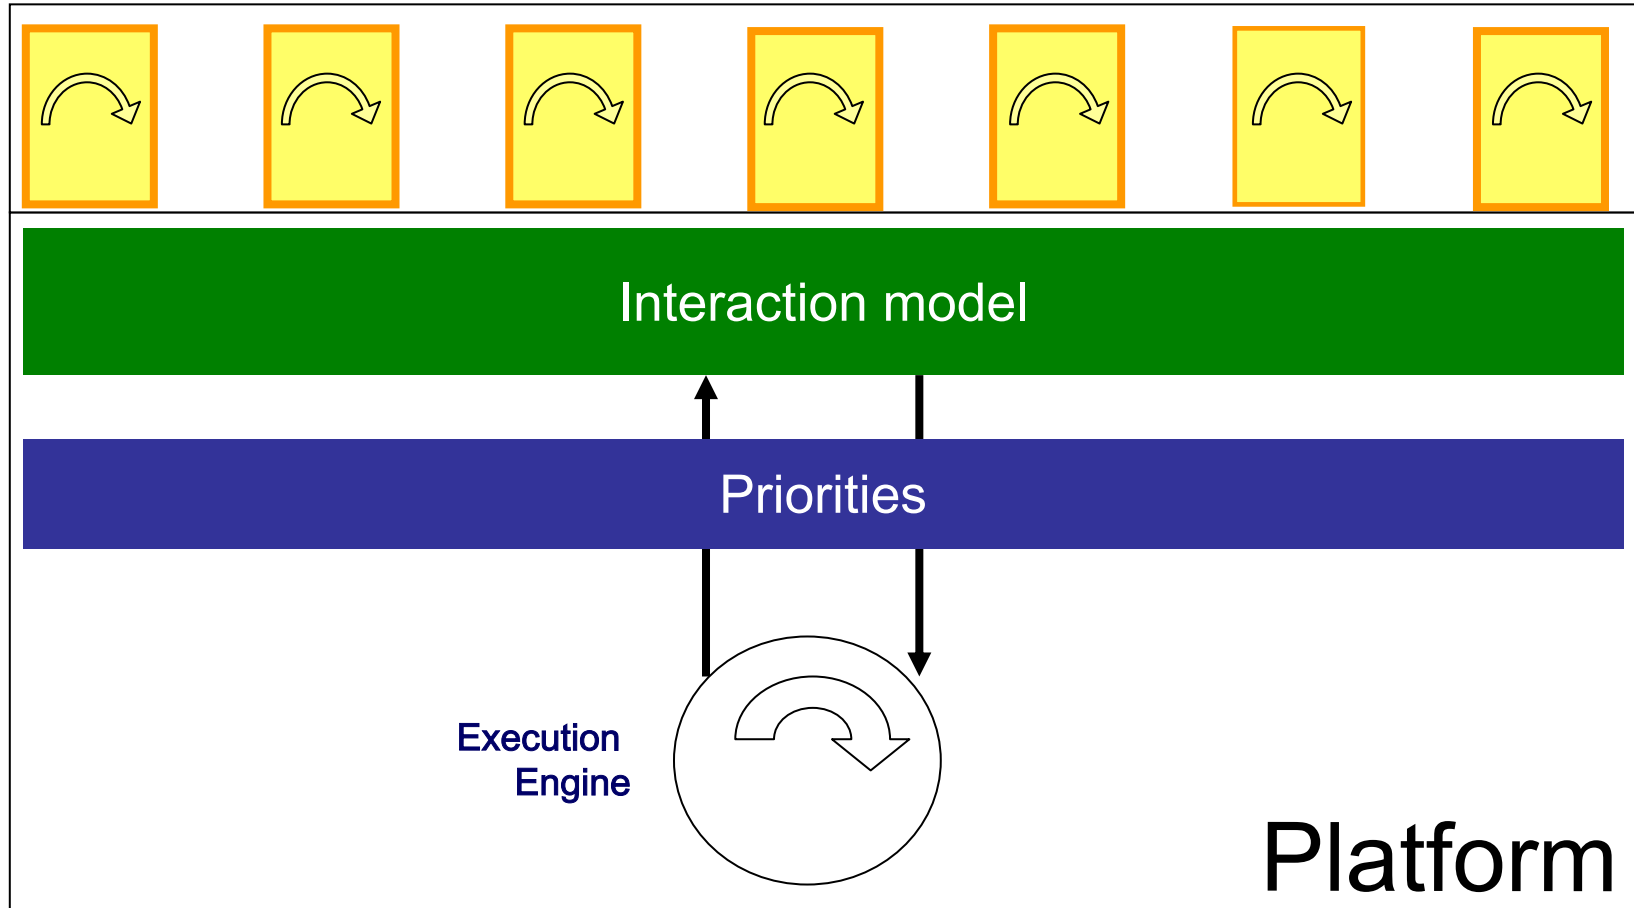 Interaction model
Priorities
Execution
Engine
Platform